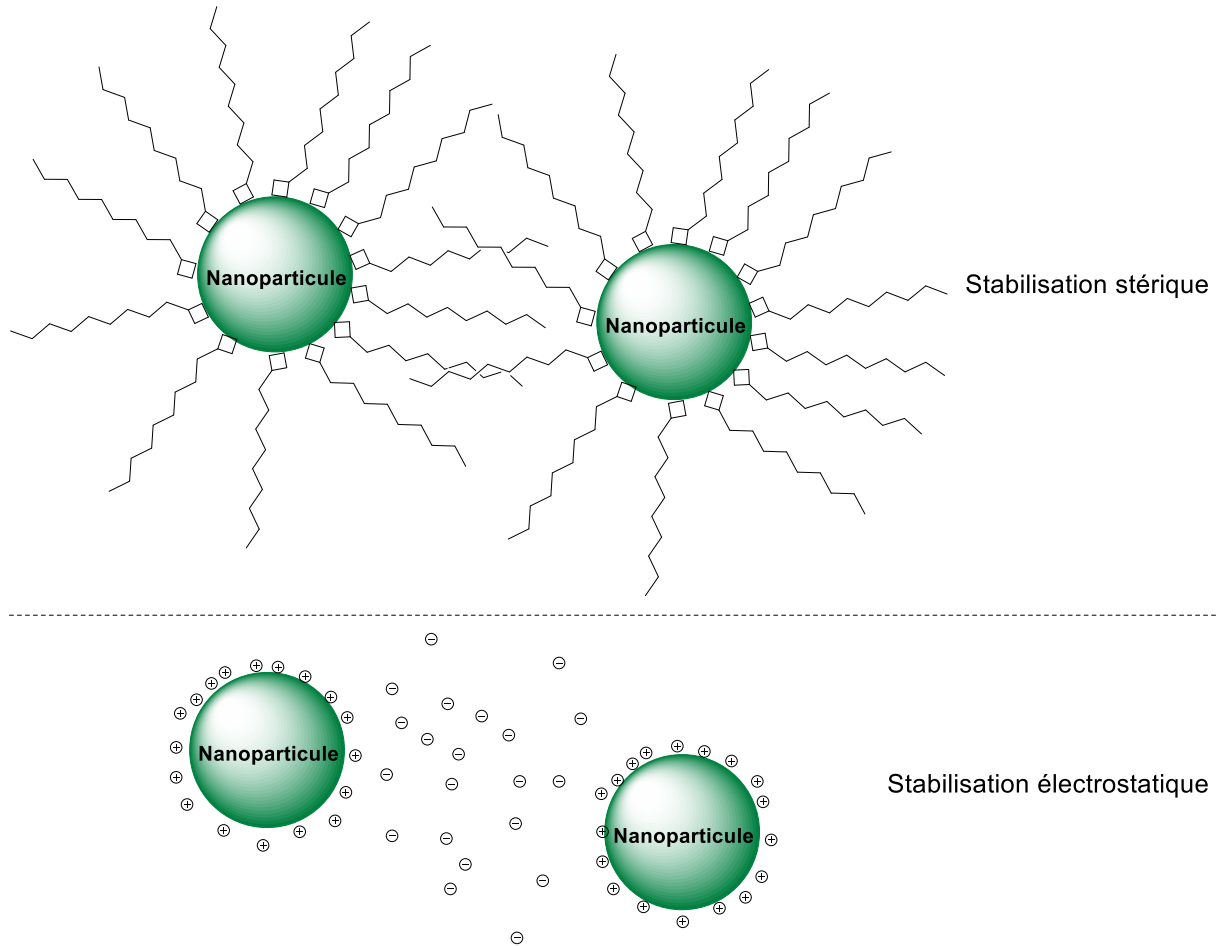 Nanoparticule
Nanoparticule
Stabilisation stérique
Nanoparticule
Nanoparticule
Stabilisation électrostatique